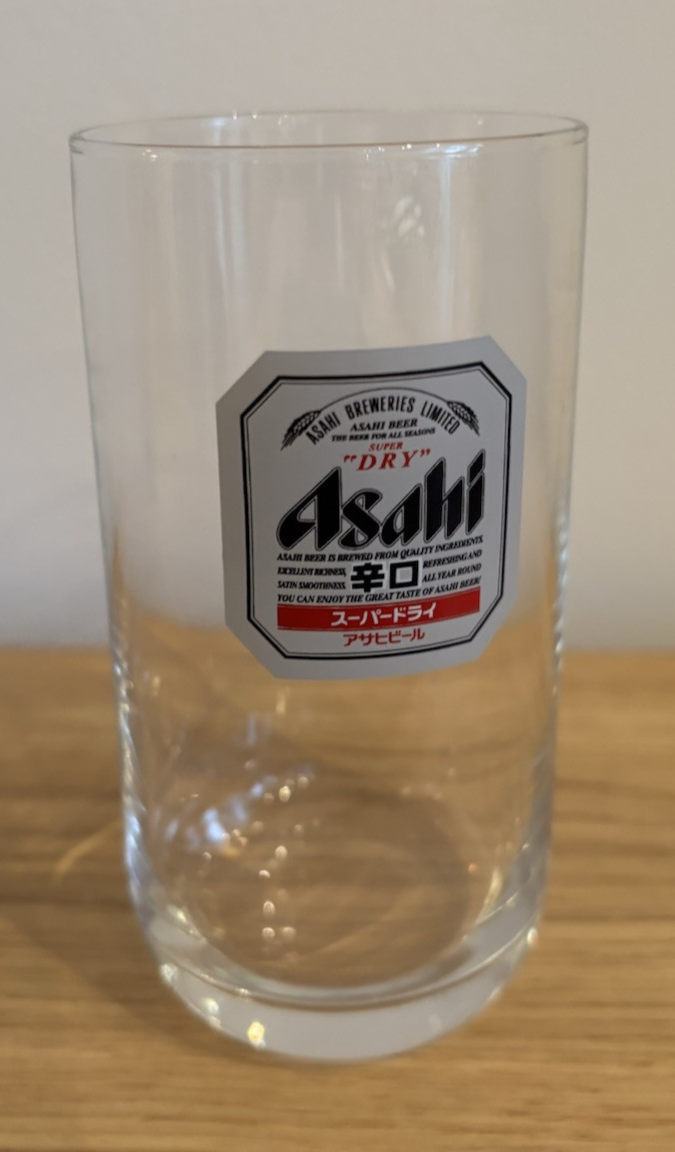 ASAHI BREWERIES LIMITED
ASAHI BEER
THE BEER FOR ALL SEASONS
SUPER
"DRY"
Asahi
ASAHI BEER IS BREWED FROM QUALITY INGREDIENTS.
EXCELLENT RICHNESS, REFRESHING AND
SATIN SMOOTHNESS. 辛口 ALL YEAR ROUND
YOU CAN ENJOY THE GREAT TASTE OF ASAHI BEER!
スーパードライ
アサヒビール